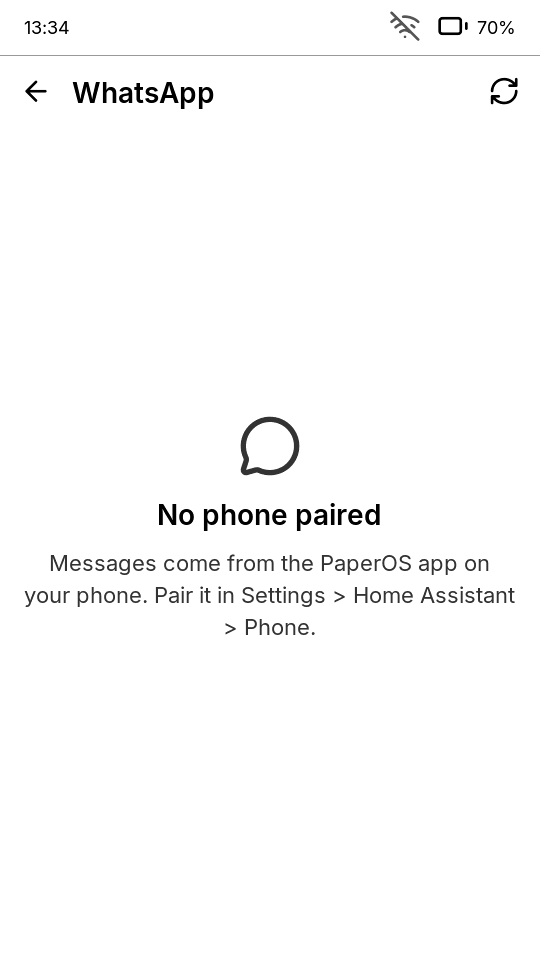 13:34
70%
WhatsApp
No phone paired
Messages come from the PaperOS app on
your phone. Pair it in Settings > Home Assistant
> Phone.